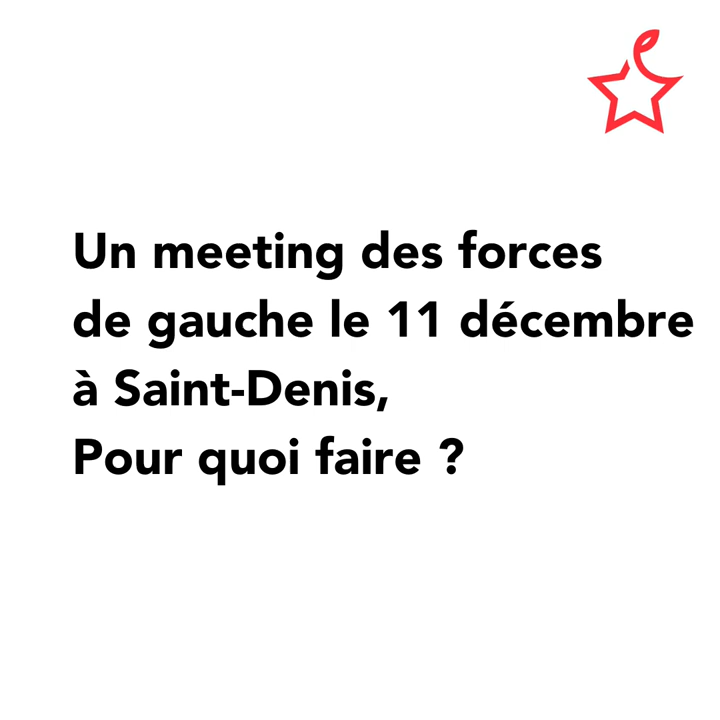 Un meeting des forces
de gauche le 11 décembre
à Saint-Denis,
Pour quoi faire ?